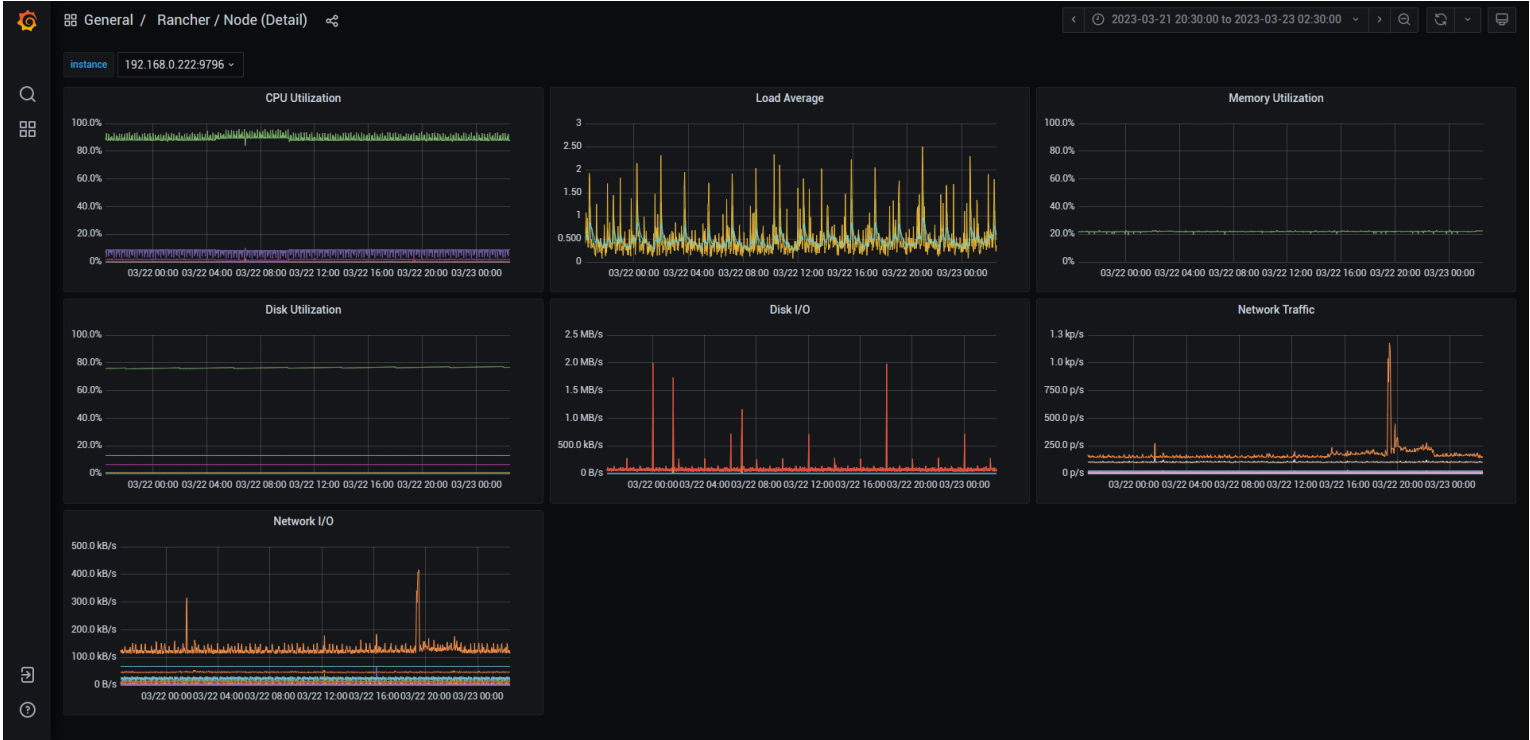 General / Rancher / Node (Detail)
2023-03-21 20:30:00 to 2023-03-23 02:30:00
instance 192.168.0.222:9796
CPU Utilization
100.0%
80.0%
60.0%
40.0%
20.0%
0%
03/22 00:00 03/22 04:00 03/22 08:00 03/22 12:00 03/22 16:00 03/22 20:00 03/23 00:00
Load Average
3
2.50
2
1.50
1
0.500
0
03/22 00:00 03/22 04:00 03/22 08:00 03/22 12:00 03/22 16:00 03/22 20:00 03/23 00:00
Memory Utilization
100.0%
80.0%
60.0%
40.0%
20.0%
0%
03/22 00:00 03/22 04:00 03/22 08:00 03/22 12:00 03/22 16:00 03/22 20:00 03/23 00:00
Disk Utilization
100.0%
80.0%
60.0%
40.0%
20.0%
0%
03/22 00:00 03/22 04:00 03/22 08:00 03/22 12:00 03/22 16:00 03/22 20:00 03/23 00:00
Disk I/O
2.5 MB/s
2.0 MB/s
1.5 MB/s
1.0 MB/s
500.0 kB/s
0 B/s
03/22 00:00 03/22 04:00 03/22 08:00 03/22 12:00 03/22 16:00 03/22 20:00 03/23 00:00
Network Traffic
1.3 kp/s
1.0 kp/s
750.0 p/s
500.0 p/s
250.0 p/s
0 p/s
03/22 00:00 03/22 04:00 03/22 08:00 03/22 12:00 03/22 16:00 03/22 20:00 03/23 00:00
Network I/O
500.0 kB/s
400.0 kB/s
300.0 kB/s
200.0 kB/s
100.0 kB/s
0 B/s
03/22 00:00 03/22 04:00 03/22 08:00 03/22 12:00 03/22 16:00 03/22 20:00 03/23 00:00